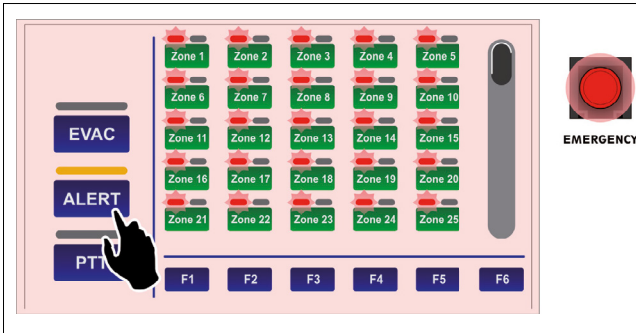 Zone 1 Zone 2 Zone 3 Zone 4 Zone 5
Zone 6 Zone 7 Zone 8 Zone 9 Zone 10
EVAC
Zone 11 Zone 12 Zone 13 Zone 14 Zone 15
Zone 16 Zone 17 Zone 18 Zone 19 Zone 20
ALERT
Zone 21 Zone 22 Zone 23 Zone 24 Zone 25
PTT
F1 F2 F3 F4 F5 F6
EMERGENCY